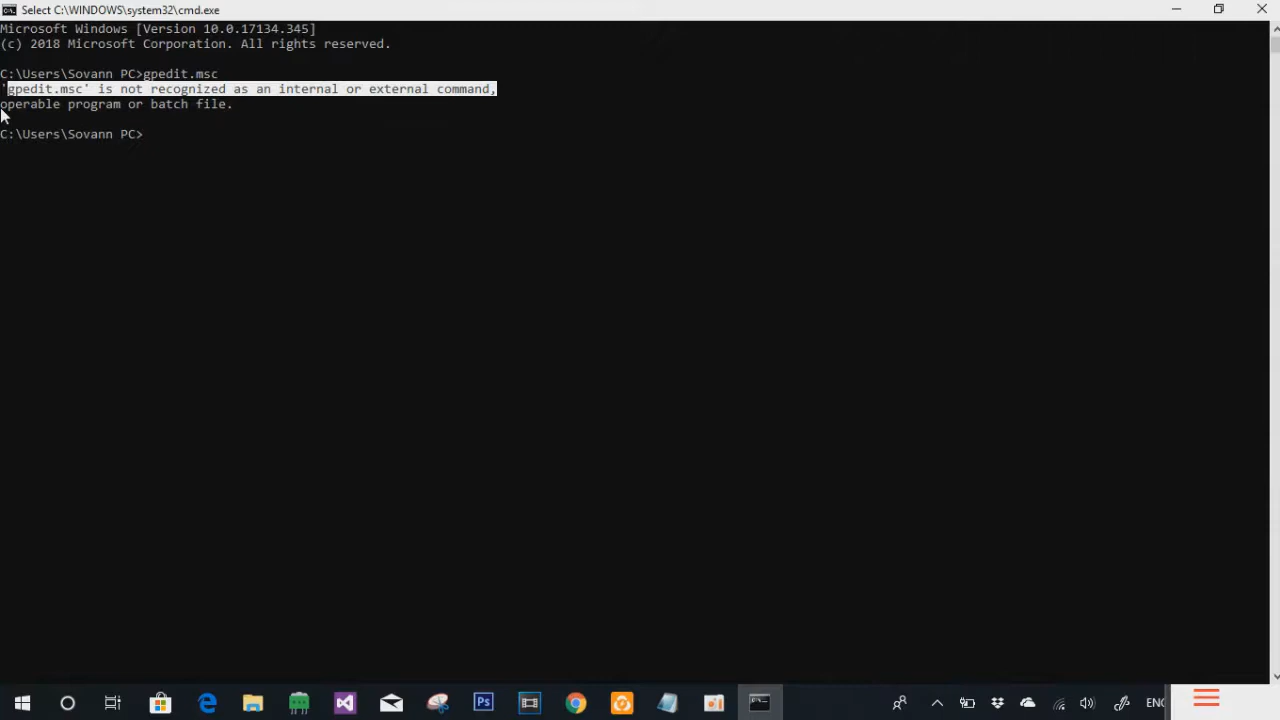 Select C:\WINDOWS\system32\cmd.exe
Microsoft Windows [Version 10.0.17134.345]
(c) 2018 Microsoft Corporation. All rights reserved.
C:\Users\Sovann PC>gpedit.msc
'gpedit.msc' is not recognized as an internal or external command,
operable program or batch file.
C:\Users\Sovann PC>
Ps
ENG